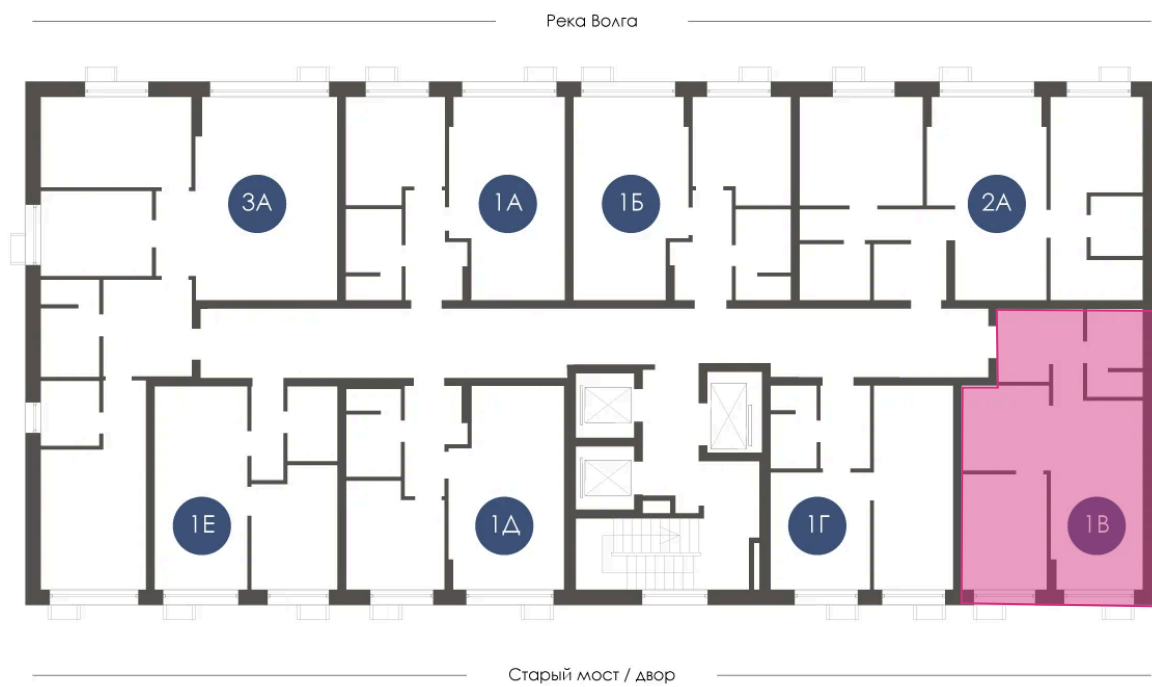 Река Волга
3А
1А
1Б
2А
1Е
1Д
1Г
1В
Старый мост / двор